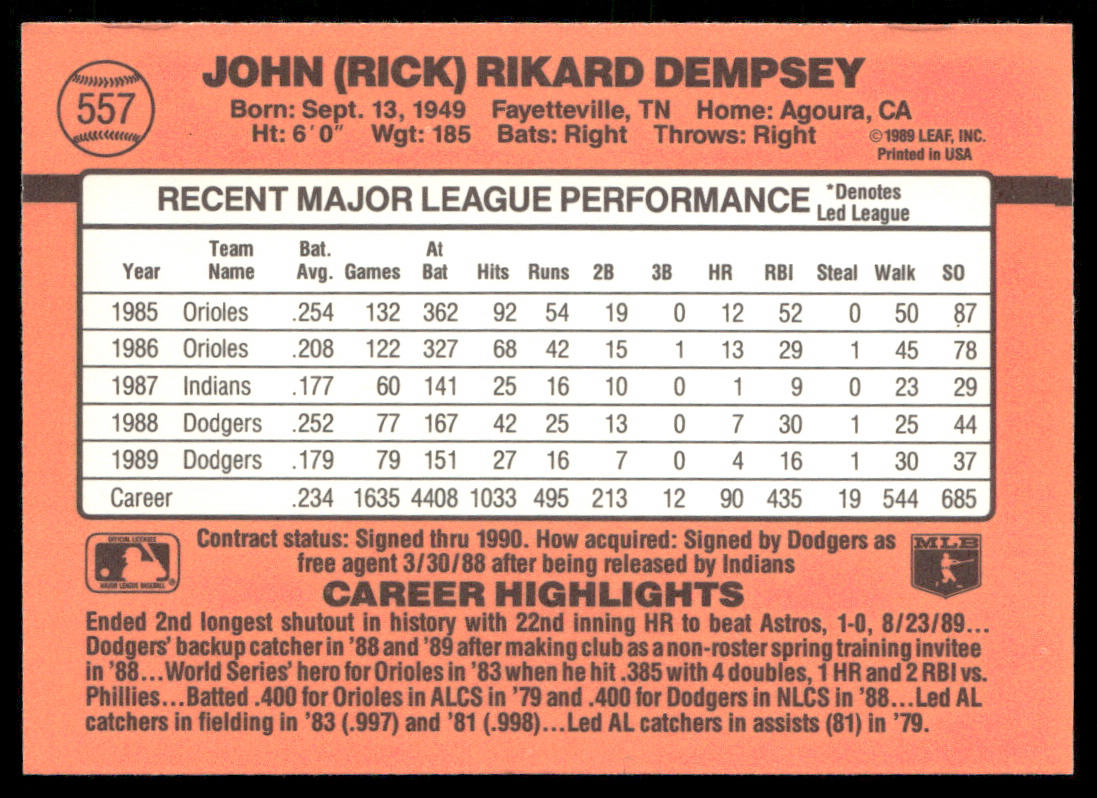 557
JOHN (RICK) RIKARD DEMPSEY
Born: Sept. 13, 1949 Fayetteville, TN Home: Agoura, CA
Ht: 6'0" Wgt: 185 Bats: Right Throws: Right
©1989 LEAF, INC.
Printed in USA
RECENT MAJOR LEAGUE PERFORMANCE *Denotes Led League
Year Team Name Bat. Avg. Games At Bat Hits Runs 2B 3B HR RBI Steal Walk SO
1985 Orioles .254 132 362 92 54 19 0 12 52 0 50 87
1986 Orioles .208 122 327 68 42 15 1 13 29 1 45 78
1987 Indians .177 60 141 25 16 10 0 1 9 0 23 29
1988 Dodgers .252 77 167 42 25 13 0 7 30 1 25 44
1989 Dodgers .179 79 151 27 16 7 0 4 16 1 30 37
Career .234 1635 4408 1033 495 213 12 90 435 19 544 685
OFFICIAL LICENSEE
MAJOR LEAGUE BASEBALL
Contract status: Signed thru 1990. How acquired: Signed by Dodgers as
free agent 3/30/88 after being released by Indians
MLB
CAREER HIGHLIGHTS
Ended 2nd longest shutout in history with 22nd inning HR to beat Astros, 1-0, 8/23/89...
Dodgers' backup catcher in '88 and '89 after making club as a non-roster spring training invitee
in '88...World Series' hero for Orioles in '83 when he hit .385 with 4 doubles, 1 HR and 2 RBI vs.
Phillies...Batted .400 for Orioles in ALCS in '79 and .400 for Dodgers in NLCS in '88...Led AL
catchers in fielding in '83 (.997) and '81 (.998)...Led AL catchers in assists (81) in '79.